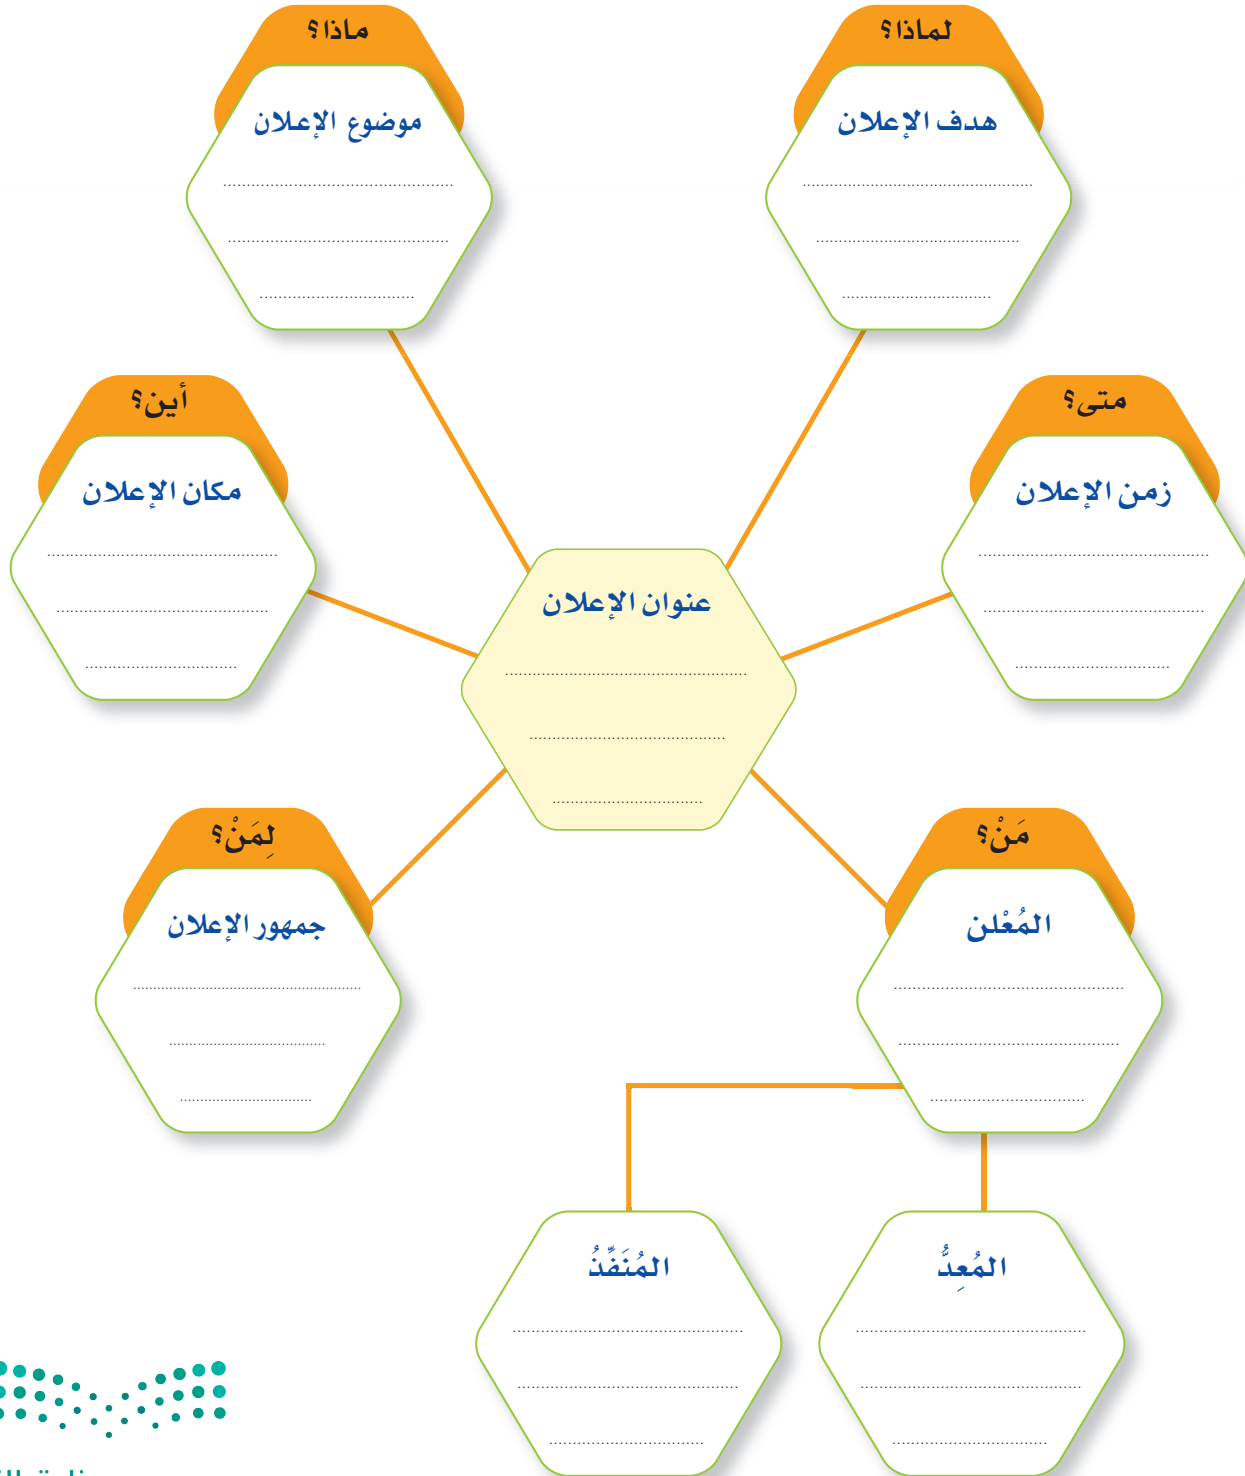 لماذا؟
هدف الإعلان
ماذا؟
موضوع الإعلان
متى؟
زمن الإعلان
أين؟
مكان الإعلان
عنوان الإعلان
مَنْ؟
المُعْلن
لِمَنْ؟
جمهور الإعلان
المُعِدُّ
المُنَفِّذُ